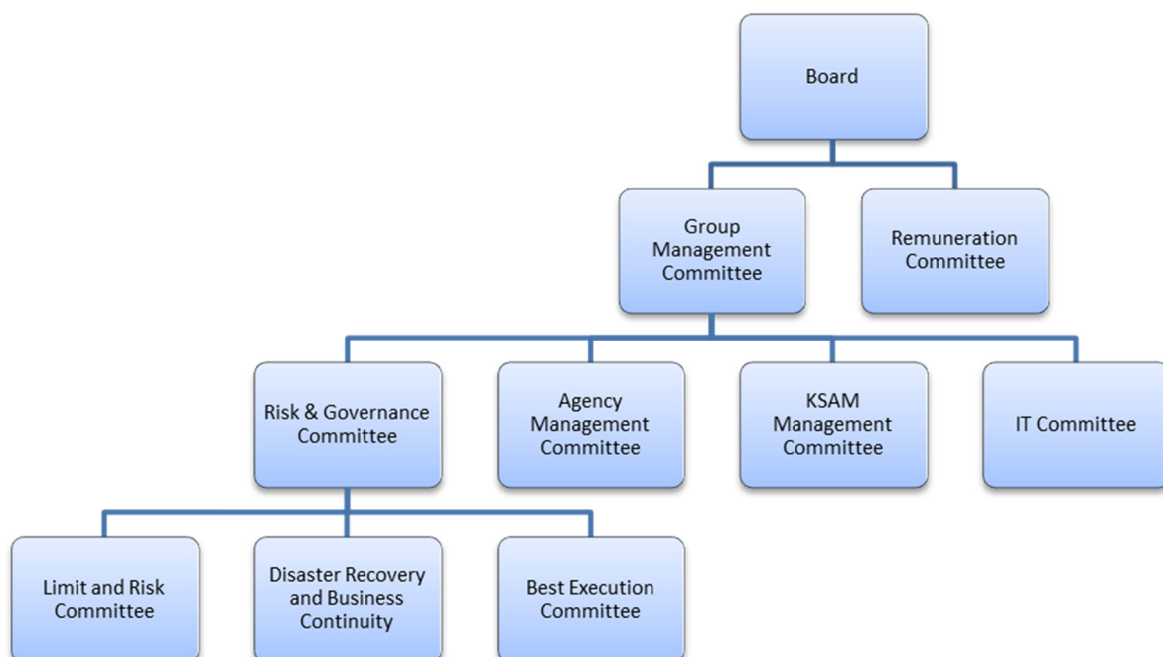 Board
Group
Management
Committee
Remuneration
Committee
Risk & Governance
Committee
Agency
Management
Committee
KSAM
Management
Committee
IT Committee
Limit and Risk
Committee
Disaster Recovery
and Business
Continuity
Best Execution
Committee